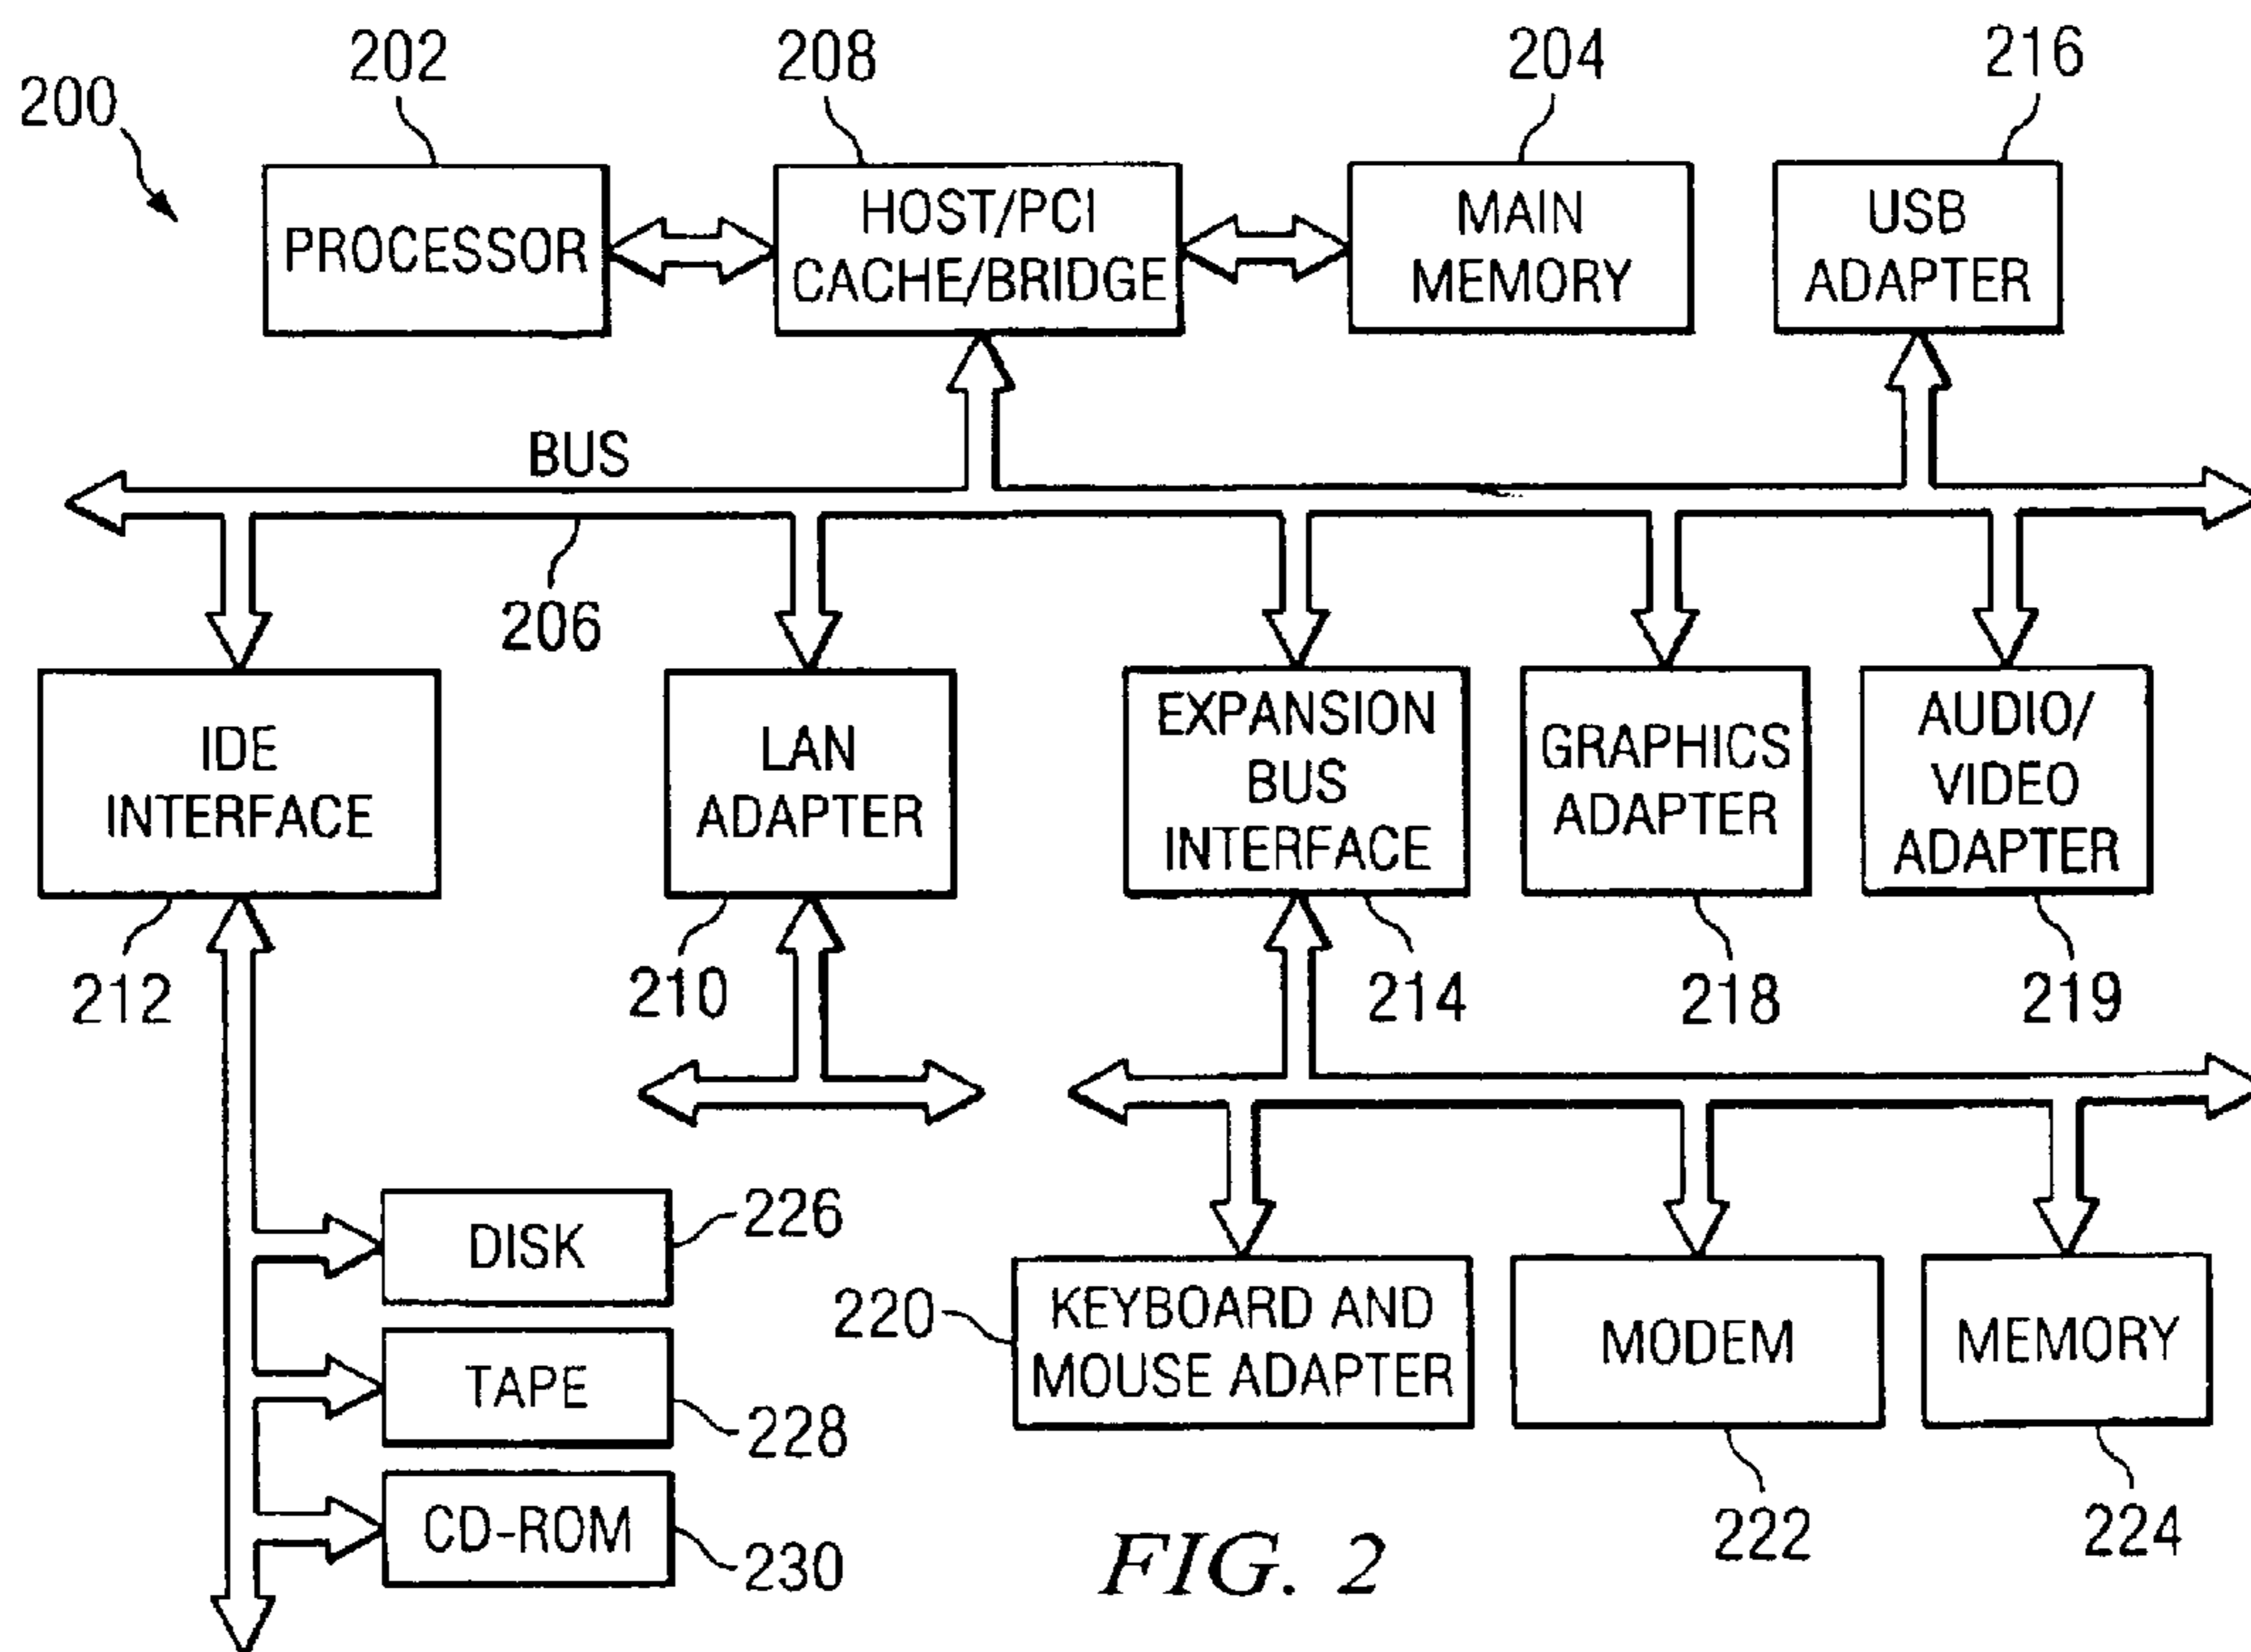 200
202
208
204
216
PROCESSOR
HOST/PCI
CACHE/BRIDGE
MAIN
MEMORY
USB
ADAPTER
BUS
206
IDE
INTERFACE
LAN
ADAPTER
EXPANSION
BUS
INTERFACE
GRAPHICS
ADAPTER
AUDIO/
VIDEO
ADAPTER
212
210
214
218
219
DISK
226
TAPE
228
CD-ROM
230
220
KEYBOARD AND
MOUSE ADAPTER
MODEM
MEMORY
222
224
FIG. 2